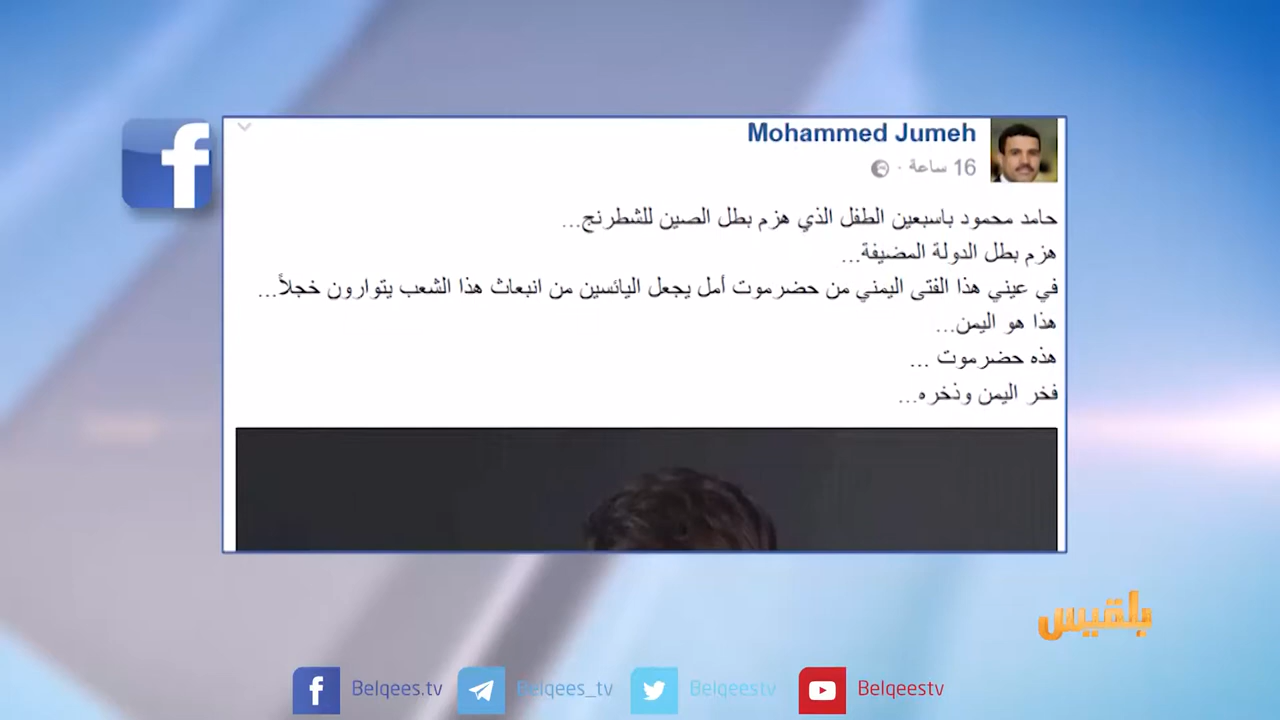 f
Mohammed Jumeh
16 ساعة ·
حامد محمود باسبعين الطفل الذي هزم بطل الصين للشطرنج...
هزم بطل الدولة المضيفة...
في عيني هذا الفتى اليمني من حضرموت أمل يجعل اليائسين من انبعاث هذا الشعب يتوارون خجلاً...
هذا هو اليمن...
هذه حضرموت ...
فخر اليمن وذخره...
بلقيس
f Belqees.tv Belqees_tv Belqeestv Belqeestv